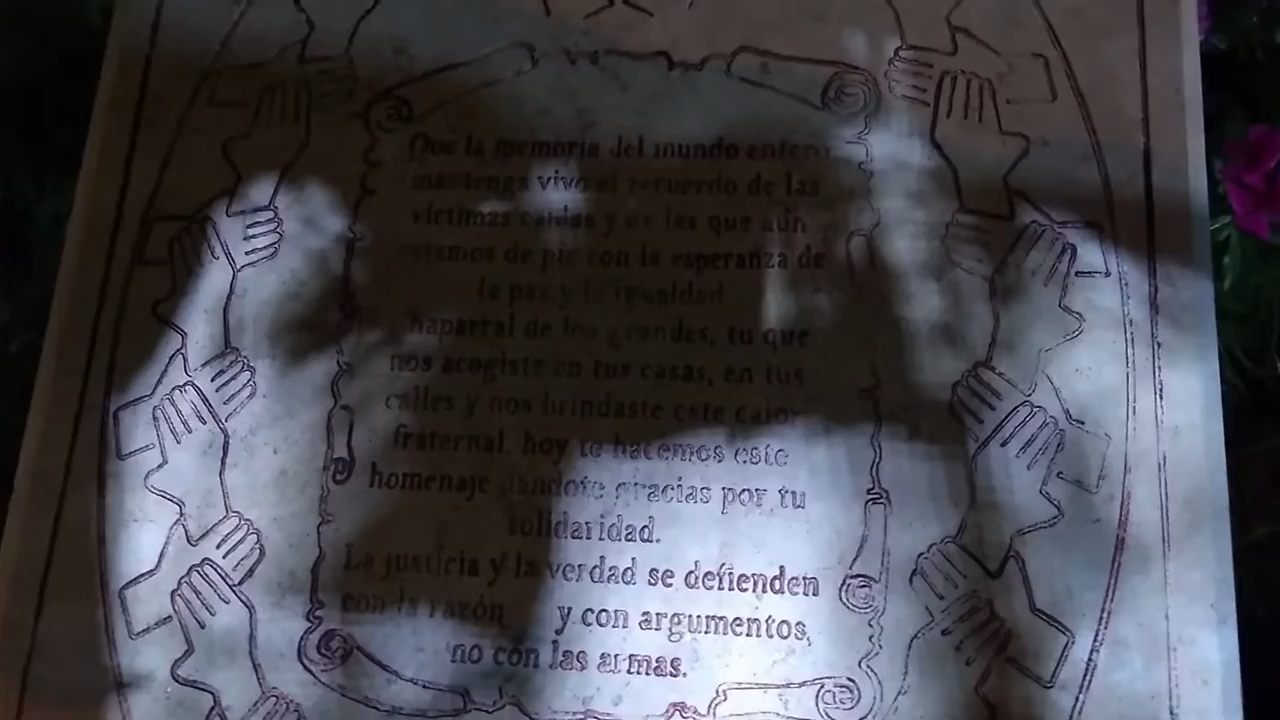 Que la memoria del mundo entero
mantenga vivo el recuerdo de las
víctimas caídas y de las que aún
estamos de pie con la esperanza de
la paz y la igualdad
haparral de los grandes, tu que
nos acogiste en tus casas, en tus
calles y nos brindaste este calor
fraternal, hoy te hacemos este
homenaje dandote gracias por tu
solidaridad.
La justicia y la verdad se defienden
con la razón y con argumentos,
no con las armas.